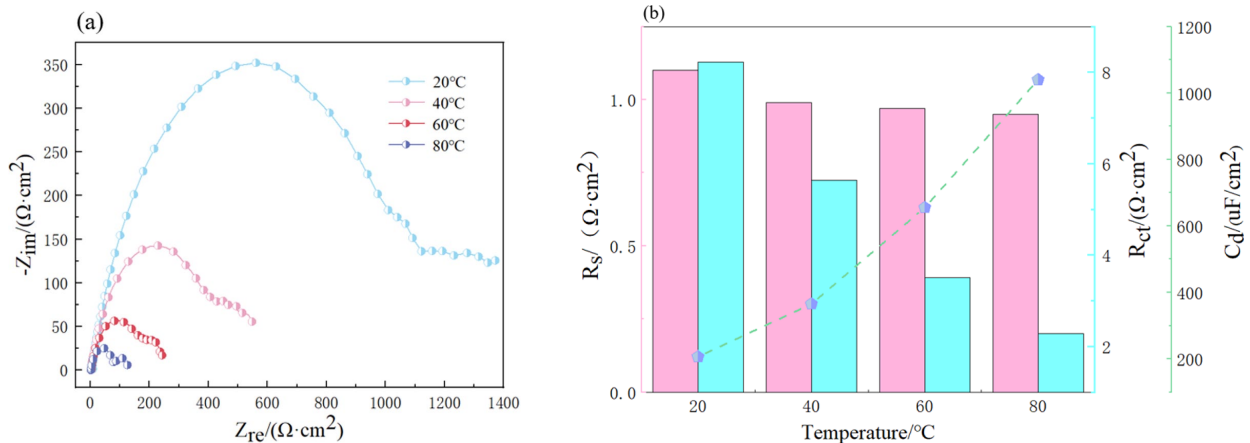 (a)
350
300
250
200
150
100
50
0
-Zim/(Ω·cm²)
20℃
40℃
60℃
80℃
0 200 400 600 800 1000 1200 1400
Zre/(Ω·cm²)
(b)
1.0
0.5
0.0
Rs/（Ω·cm²)
20 40 60 80
Temperature/℃
8
6
4
2
Rct/(Ω·cm²)
1200
1000
800
600
400
200
Cd/(uF/cm²)